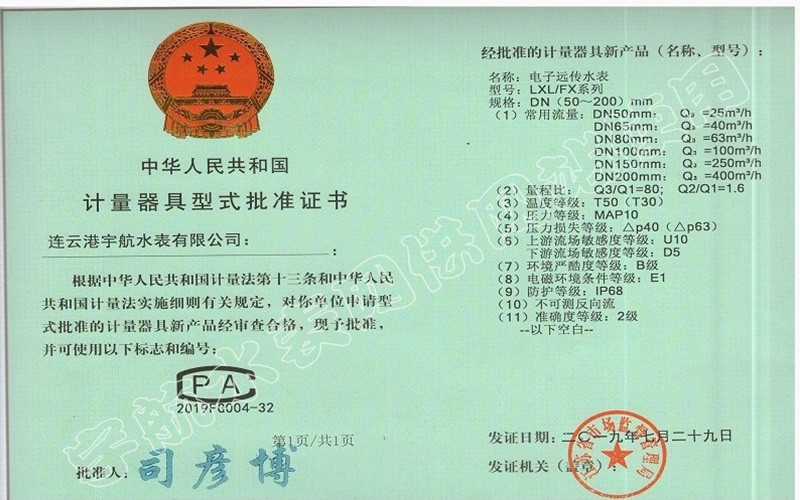 中华人民共和国
计量器具型式批准证书
连云港宇航水表有限公司：
根据中华人民共和国计量法第十三条和中华人民
共和国计量法实施细则有关规定，对你单位申请型
式批准的计量器具新产品经审查合格，现予批准，
并可使用以下标志和编号：
PA
2019F0004-32
第1页/共1页
批准人：司彦博
经批准的计量器具新产品（名称、型号）：
名称：电子远传水表
型号：LXL/FX系列
规格：DN（50～200）mm
（1）常用流量：DN50mm: Q₃ =25m³/h
DN65mm: Q₃ =40m³/h
DN80mm: Q₃ =63m³/h
DN100mm: Q₃ =100m³/h
DN150mm: Q₃ =250m³/h
DN200mm: Q₃ =400m³/h
（2）量程比： Q3/Q1=80; Q2/Q1=1.6
（3）温度等级：T50（T30）
（4）压力等级：MAP10
（5）压力损失等级：△p40（△p63）
（6）上游流场敏感度等级：U10
下游流场敏感度等级：D5
（7）环境严酷度等级：B级
（8）电磁环境条件等级：E1
（9）防护等级：IP68
（10）不可测反向流
（11）准确度等级：2级
--以下空白--
发证日期：二〇一九年七月二十九日
发证机关（盖章）：
江苏省市场监督管理局